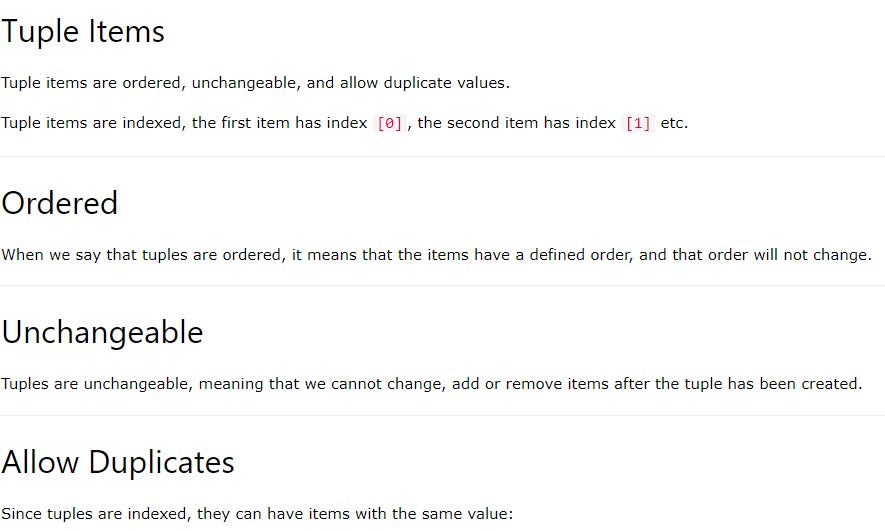 Tuple Items
Tuple items are ordered, unchangeable, and allow duplicate values.
Tuple items are indexed, the first item has index [0], the second item has index [1] etc.
Ordered
When we say that tuples are ordered, it means that the items have a defined order, and that order will not change.
Unchangeable
Tuples are unchangeable, meaning that we cannot change, add or remove items after the tuple has been created.
Allow Duplicates
Since tuples are indexed, they can have items with the same value: